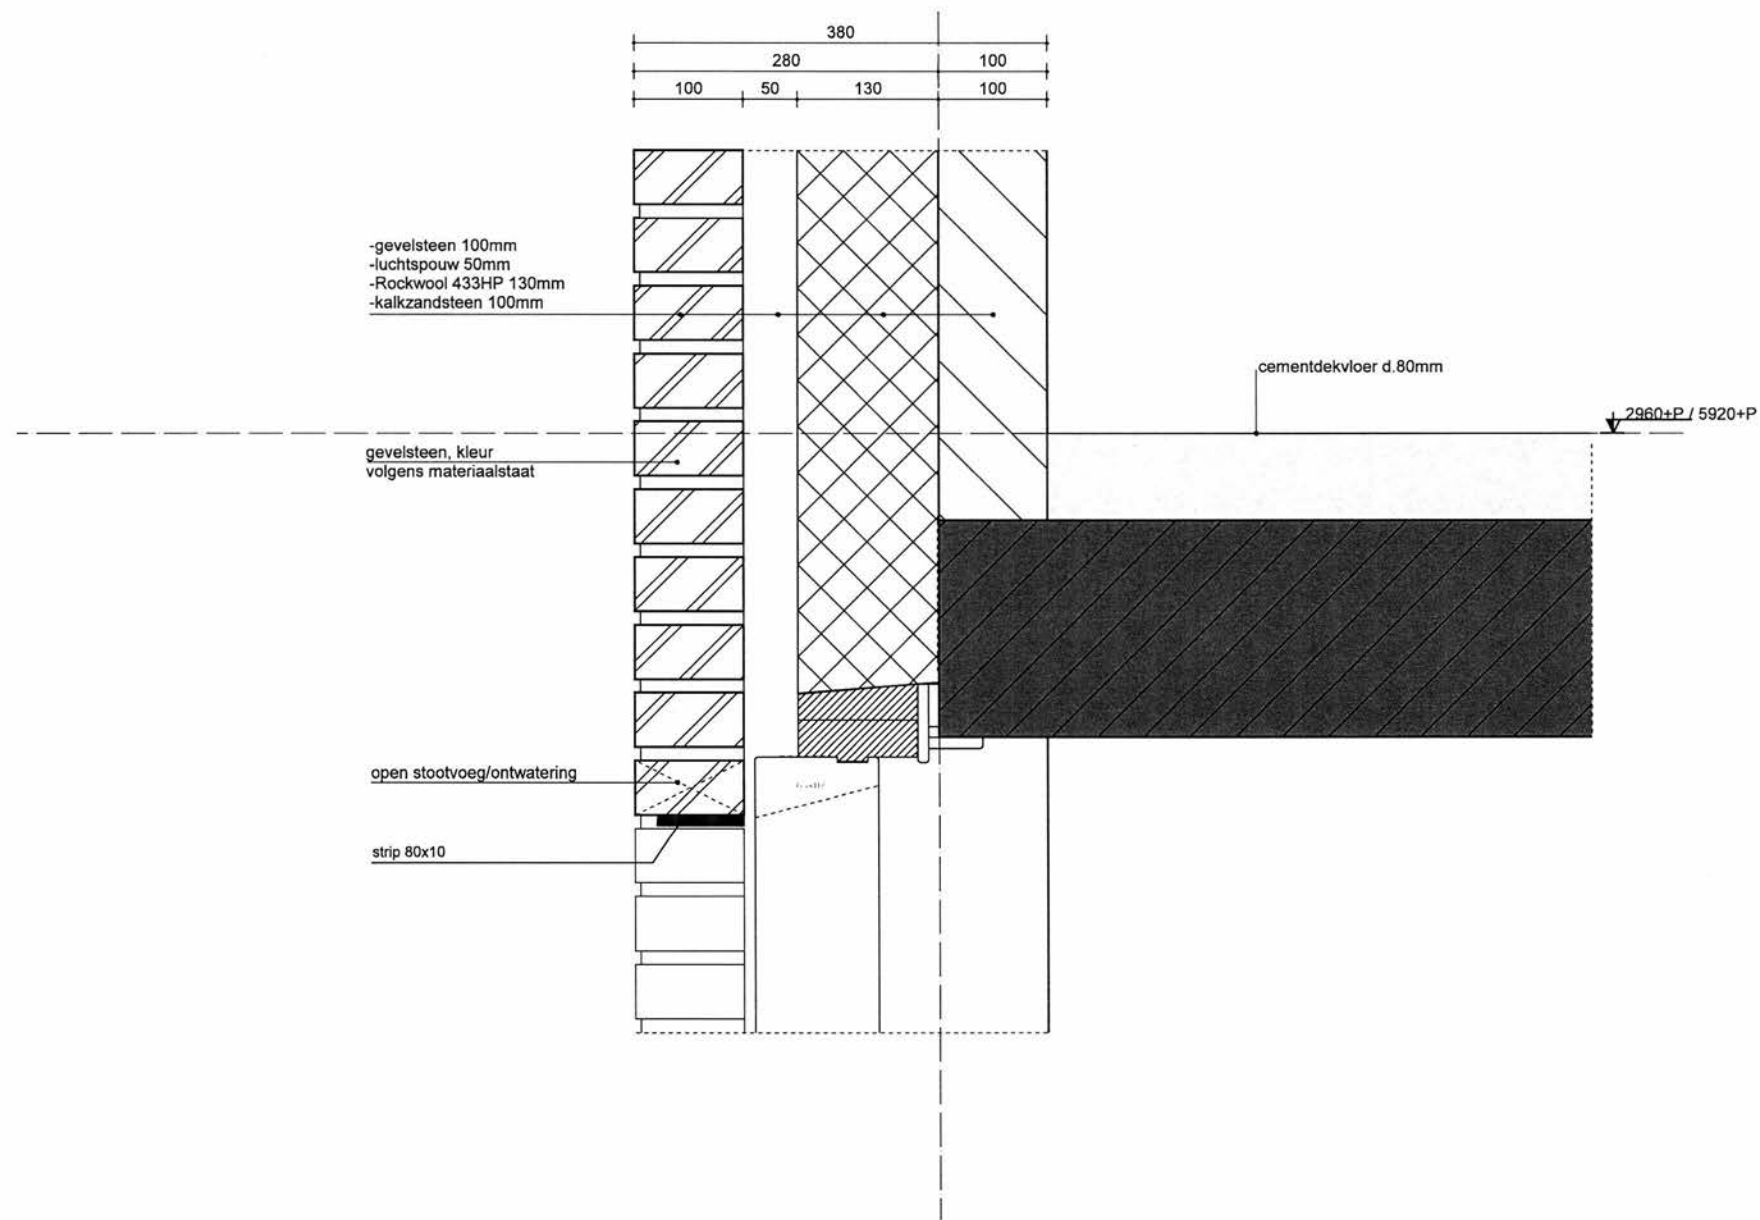 380
280 100
100 50 130 100
-gevelsteen 100mm
-luchtspouw 50mm
-Rockwool 433HP 130mm
-kalkzandsteen 100mm
cementdekvloer d.80mm
2960+P / 5920+P
gevelsteen, kleur
volgens materiaalstaat
open stootvoeg/ontwatering
strip 80x10